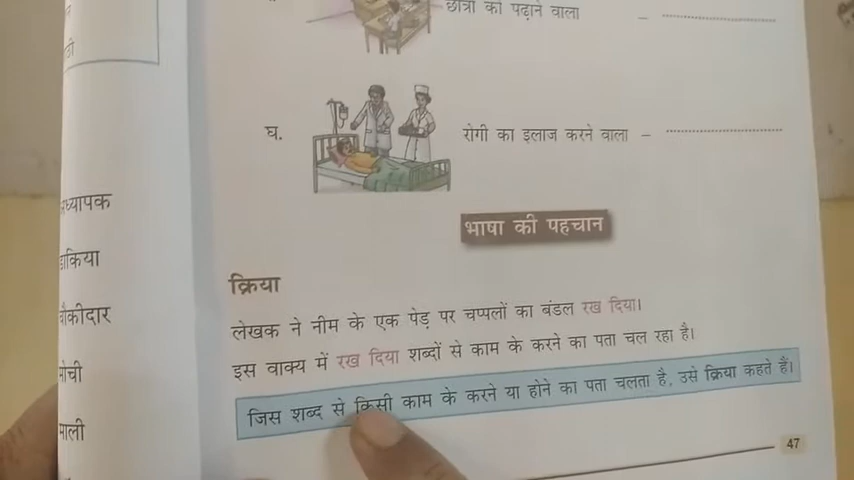 छात्रों को पढ़ाने वाला –
घ. रोगी का इलाज करने वाला –
भाषा की पहचान
क्रिया
लेखक ने नीम के एक पेड़ पर चप्पलों का बंडल रख दिया।
इस वाक्य में रख दिया शब्दों से काम के करने का पता चल रहा है।
जिस शब्द से किसी काम के करने या होने का पता चलता है, उसे क्रिया कहते हैं।
47
चौकीदार
माली